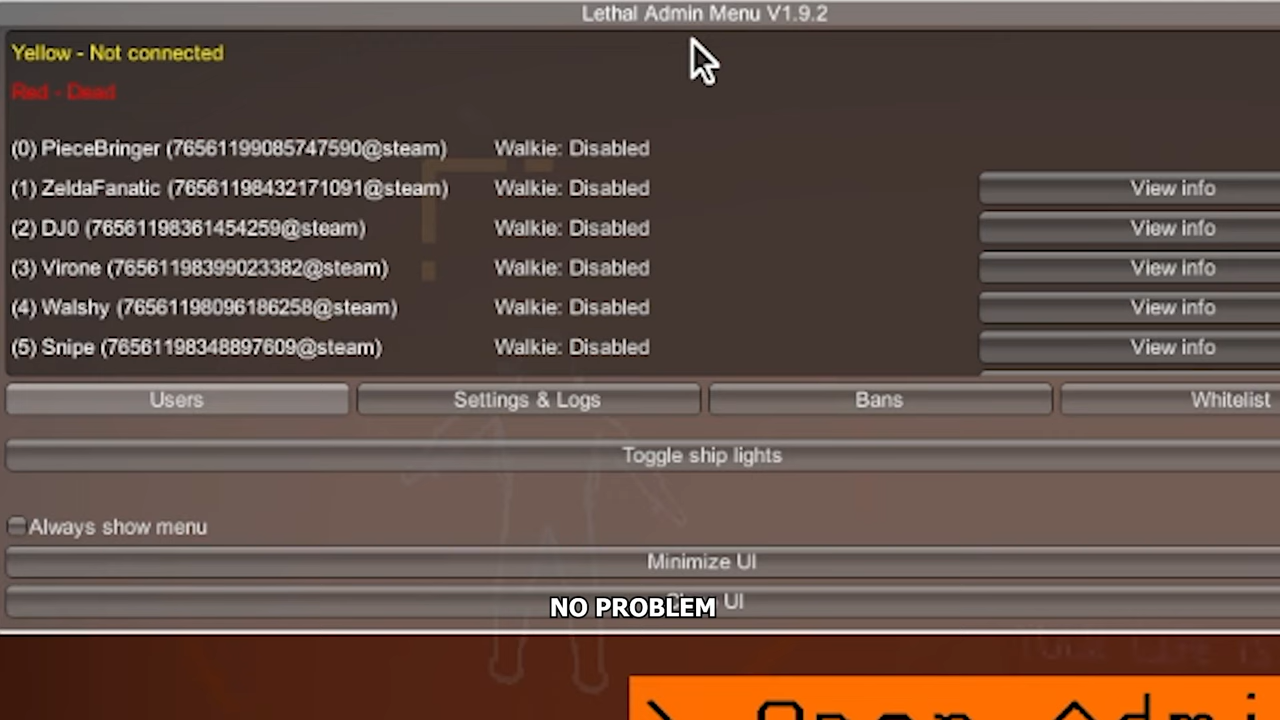 Lethal Admin Menu V1.9.2
Yellow - Not connected
Red - Dead
(0) PieceBringer (76561199085747590@steam) Walkie: Disabled
(1) ZeldaFanatic (76561198432171091@steam) Walkie: Disabled View info
(2) DJ0 (76561198361454259@steam) Walkie: Disabled View info
(3) Virone (76561198399023382@steam) Walkie: Disabled View info
(4) Walshy (76561198096186258@steam) Walkie: Disabled View info
(5) Snipe (76561198348897609@steam) Walkie: Disabled View info
Users Settings & Logs Bans Whitelist
Toggle ship lights
Always show menu
Minimize UI
UI
NO PROBLEM
> Open Admi